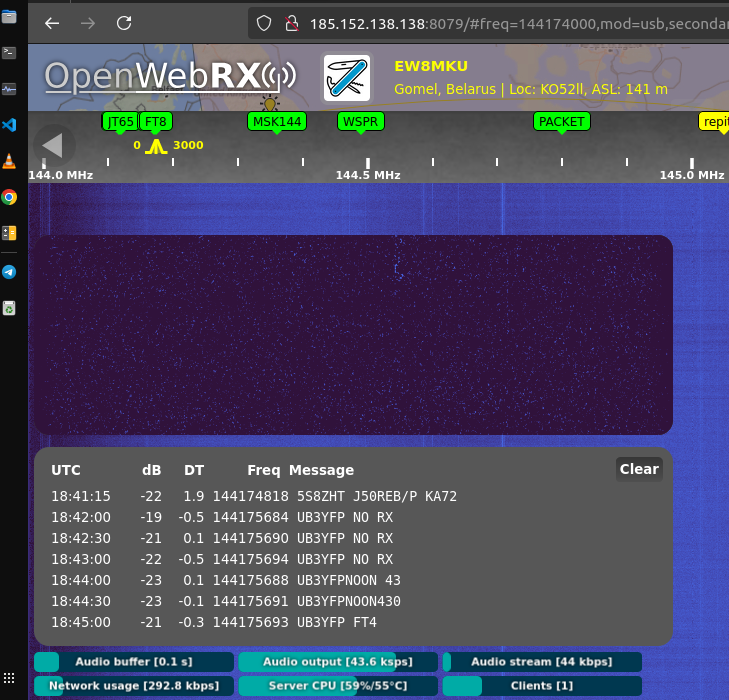 185.152.138.138:8079/#freq=144174000,mod=usb,secondar
OpenWebRX
EW8MKU
Gomel, Belarus | Loc: KO52ll, ASL: 141 m
JT65 FT8 MSK144 WSPR PACKET repit
0 3000
144.0 MHz 144.5 MHz 145.0 MHz
UTC dB DT Freq Message Clear
18:41:15 -22 1.9 144174818 5S8ZHT J50REB/P KA72
18:42:00 -19 -0.5 144175684 UB3YFP NO RX
18:42:30 -21 0.1 144175690 UB3YFP NO RX
18:43:00 -22 -0.5 144175694 UB3YFP NO RX
18:44:00 -23 0.1 144175688 UB3YFPNOON 43
18:44:30 -23 -0.1 144175691 UB3YFPNOON430
18:45:00 -21 -0.3 144175693 UB3YFP FT4
Audio buffer [0.1 s] Audio output [43.6 ksps] Audio stream [44 kbps]
Network usage [292.8 kbps] Server CPU [59%/55°C] Clients [1]